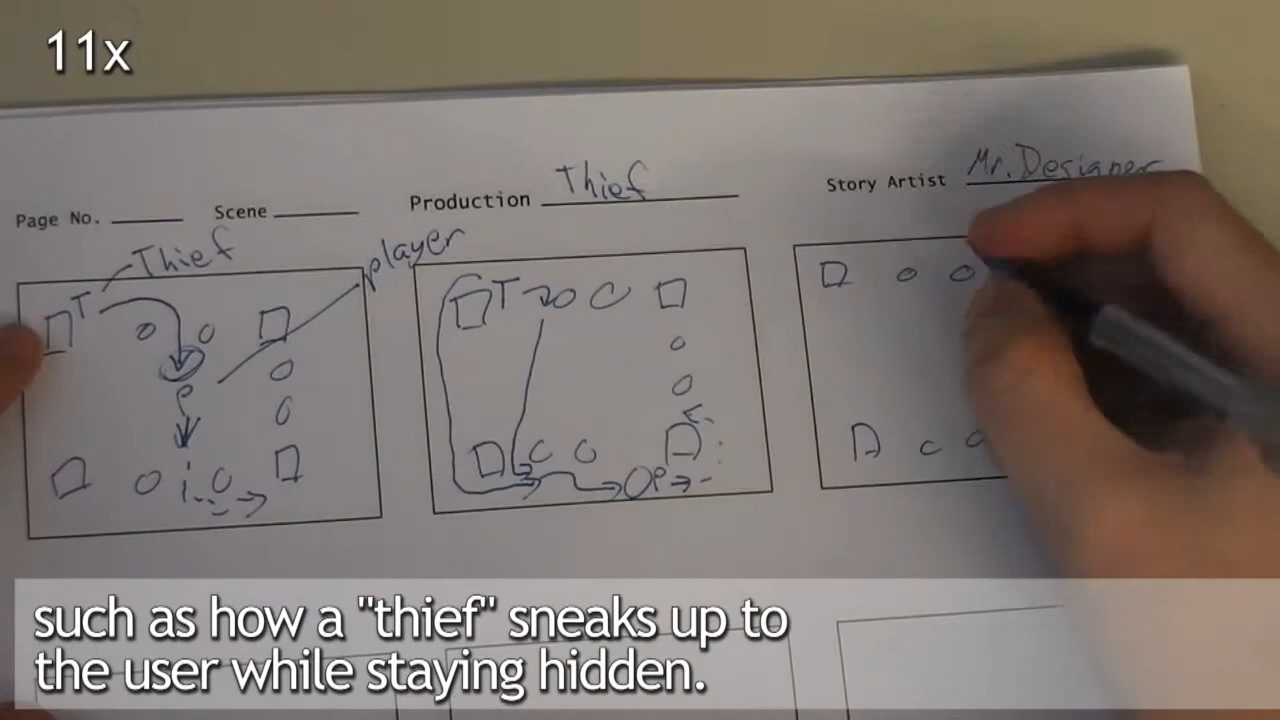 11x
Page No. Scene Production Thief Story Artist Mr. Designer
Thief player
T T
P P
such as how a "thief" sneaks up to
the user while staying hidden.